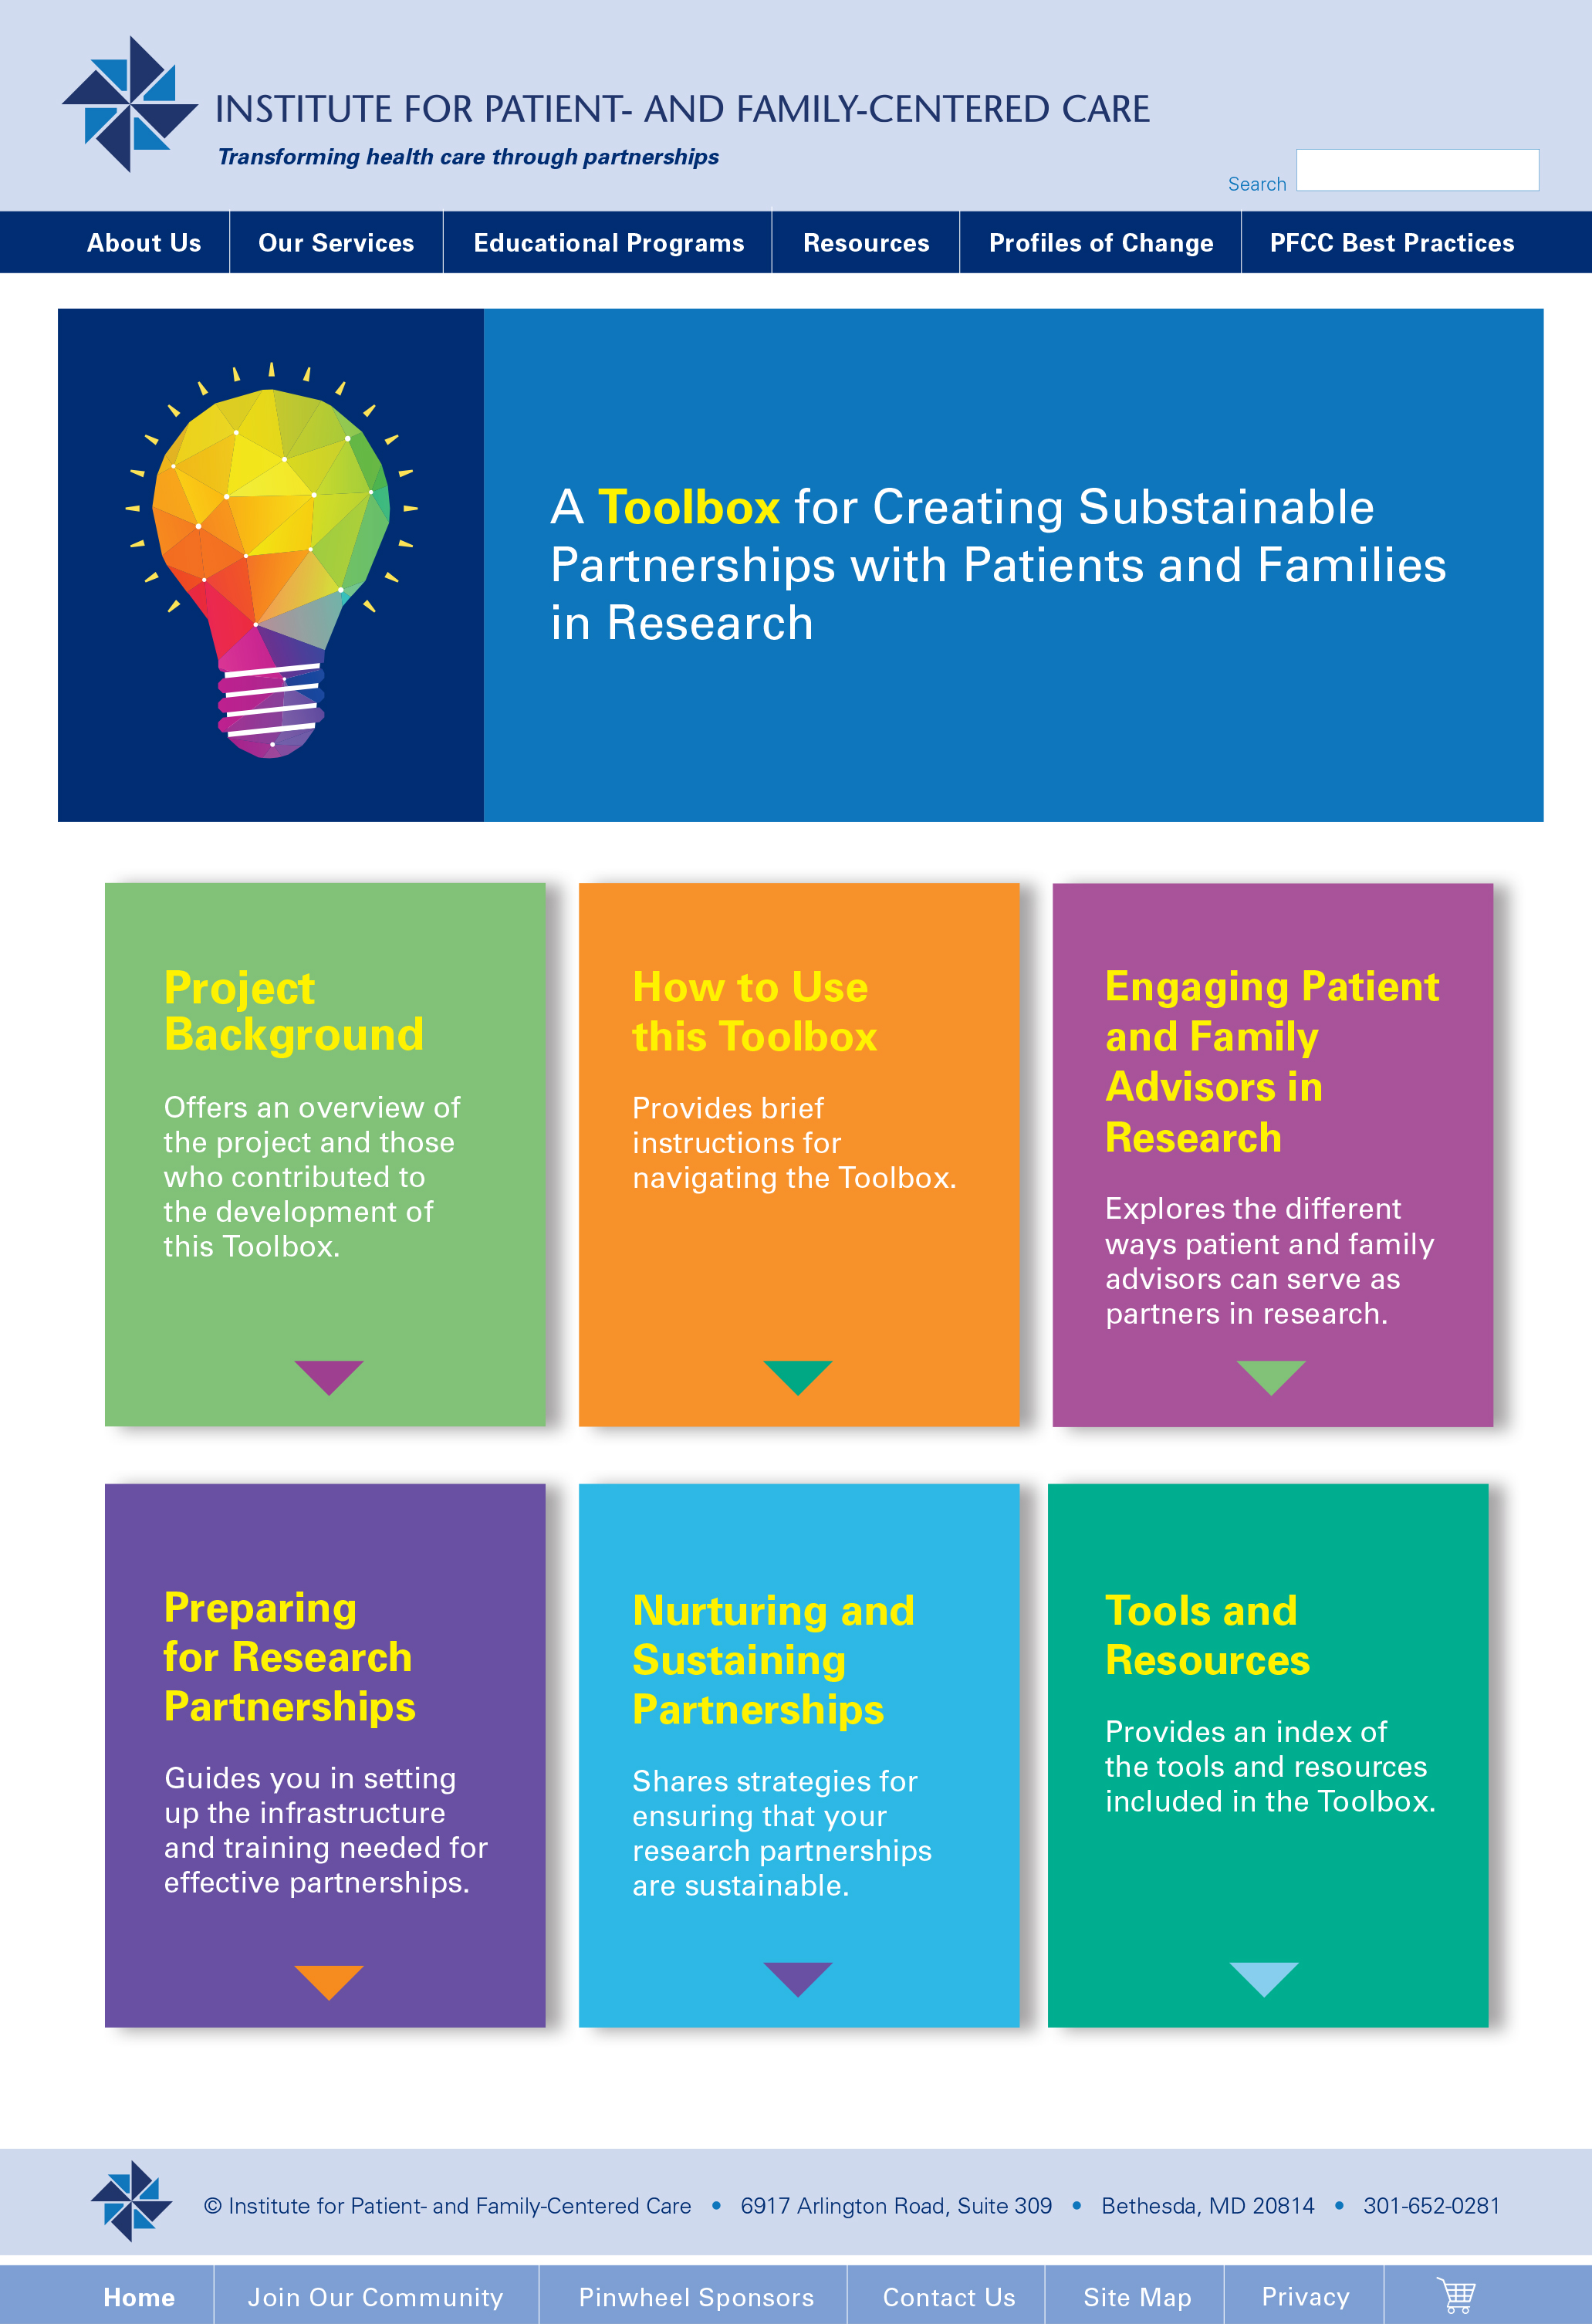 INSTITUTE FOR PATIENT- AND FAMILY-CENTERED CARE
Transforming health care through partnerships
Search
About Us
Our Services
Educational Programs
Resources
Profiles of Change
PFCC Best Practices
A Toolbox for Creating Substainable
Partnerships with Patients and Families
in Research
Project
Background
Offers an overview of
the project and those
who contributed to
the development of
this Toolbox.
How to Use
this Toolbox
Provides brief
instructions for
navigating the Toolbox.
Engaging Patient
and Family
Advisors in
Research
Explores the different
ways patient and family
advisors can serve as
partners in research.
Preparing
for Research
Partnerships
Guides you in setting
up the infrastructure
and training needed for
effective partnerships.
Nurturing and
Sustaining
Partnerships
Shares strategies for
ensuring that your
research partnerships
are sustainable.
Tools and
Resources
Provides an index of
the tools and resources
included in the Toolbox.
© Institute for Patient- and Family-Centered Care • 6917 Arlington Road, Suite 309 • Bethesda, MD 20814 • 301-652-0281
Home
Join Our Community
Pinwheel Sponsors
Contact Us
Site Map
Privacy